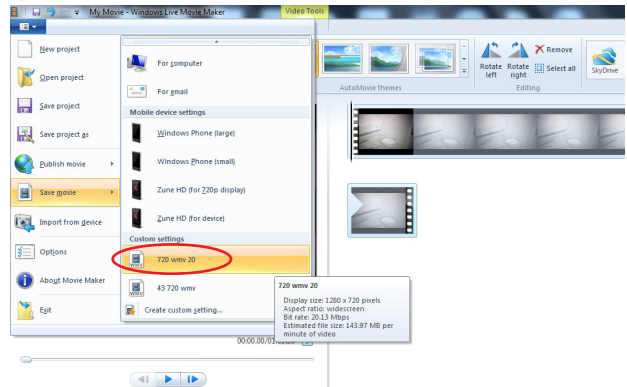 My Movie - Windows Live Movie Maker
Video Tools
New project
Open project
Save project
Save project as
Publish movie
Save movie
Import from device
Options
About Movie Maker
Exit
For computer
For email
Mobile device settings
Windows Phone (large)
Windows Phone (small)
Zune HD (for 720p display)
Zune HD (for device)
Custom settings
720 wmv 20
43 720 wmv
Create custom setting...
AutoMovie themes
Rotate left
Rotate right
Remove
Select all
SkyDrive
Editing
720 wmv 20
Display size: 1280 x 720 pixels
Aspect ratio: widescreen
Bit rate: 20.13 Mbps
Estimated file size: 143.97 MB per
minute of video